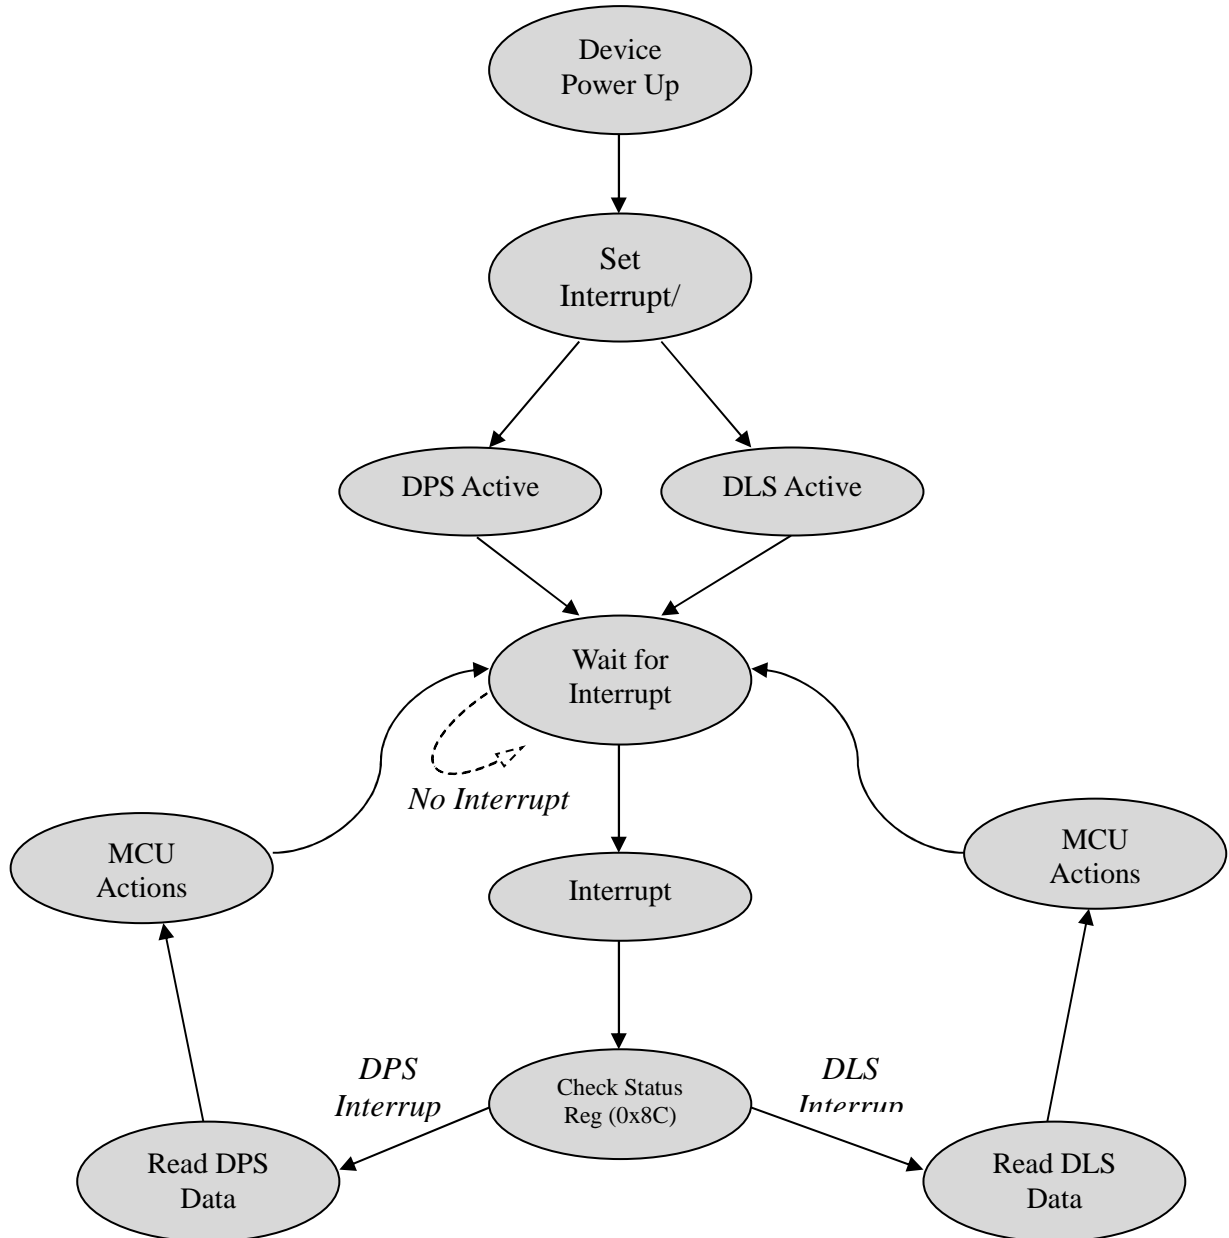 Device
Power Up
Set
Interrupt/
DPS Active
DLS Active
Wait for
Interrupt
No Interrupt
MCU
Actions
MCU
Actions
Interrupt
DPS
Interrup
Check Status
Reg (0x8C)
DLS
Interrup
Read DPS
Data
Read DLS
Data